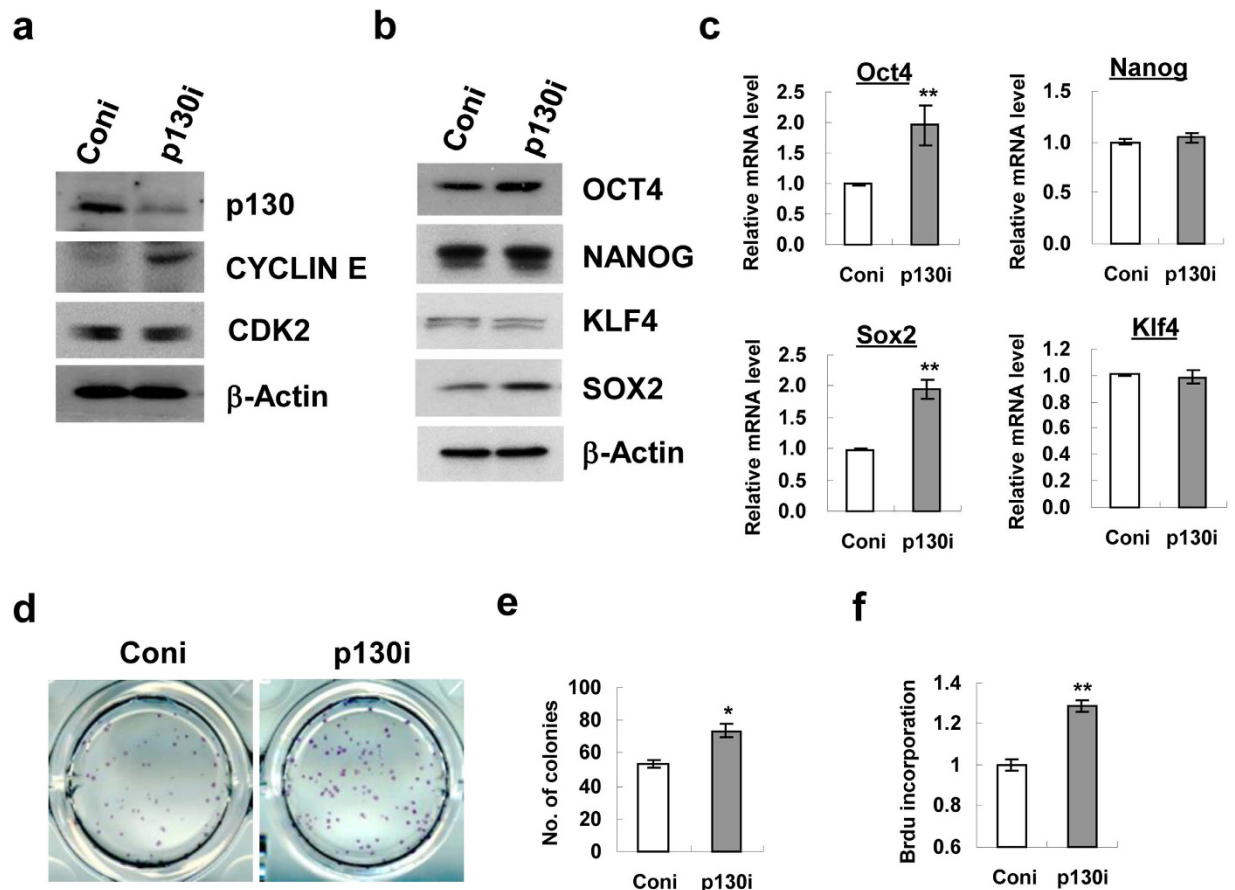 a
Coni
p130i
p130
CYCLIN E
CDK2
β-Actin
b
Coni
p130i
OCT4
NANOG
KLF4
SOX2
β-Actin
c
Oct4
Relative mRNA level
2.5
2.0
1.5
1.0
0.5
0.0
**
Coni p130i
Nanog
Relative mRNA level
1.5
1.0
0.5
0.0
Coni p130i
Sox2
Relative mRNA level
2.5
2.0
1.5
1.0
0.5
0.0
**
Coni p130i
Klf4
Relative mRNA level
1.2
1.0
0.8
0.6
0.4
0.2
0.0
Coni p130i
d
Coni
p130i
e
No. of colonies
100
80
60
40
20
0
*
Coni p130i
f
Brdu incorporation
1.4
1.2
1
0.8
0.6
**
Coni p130i